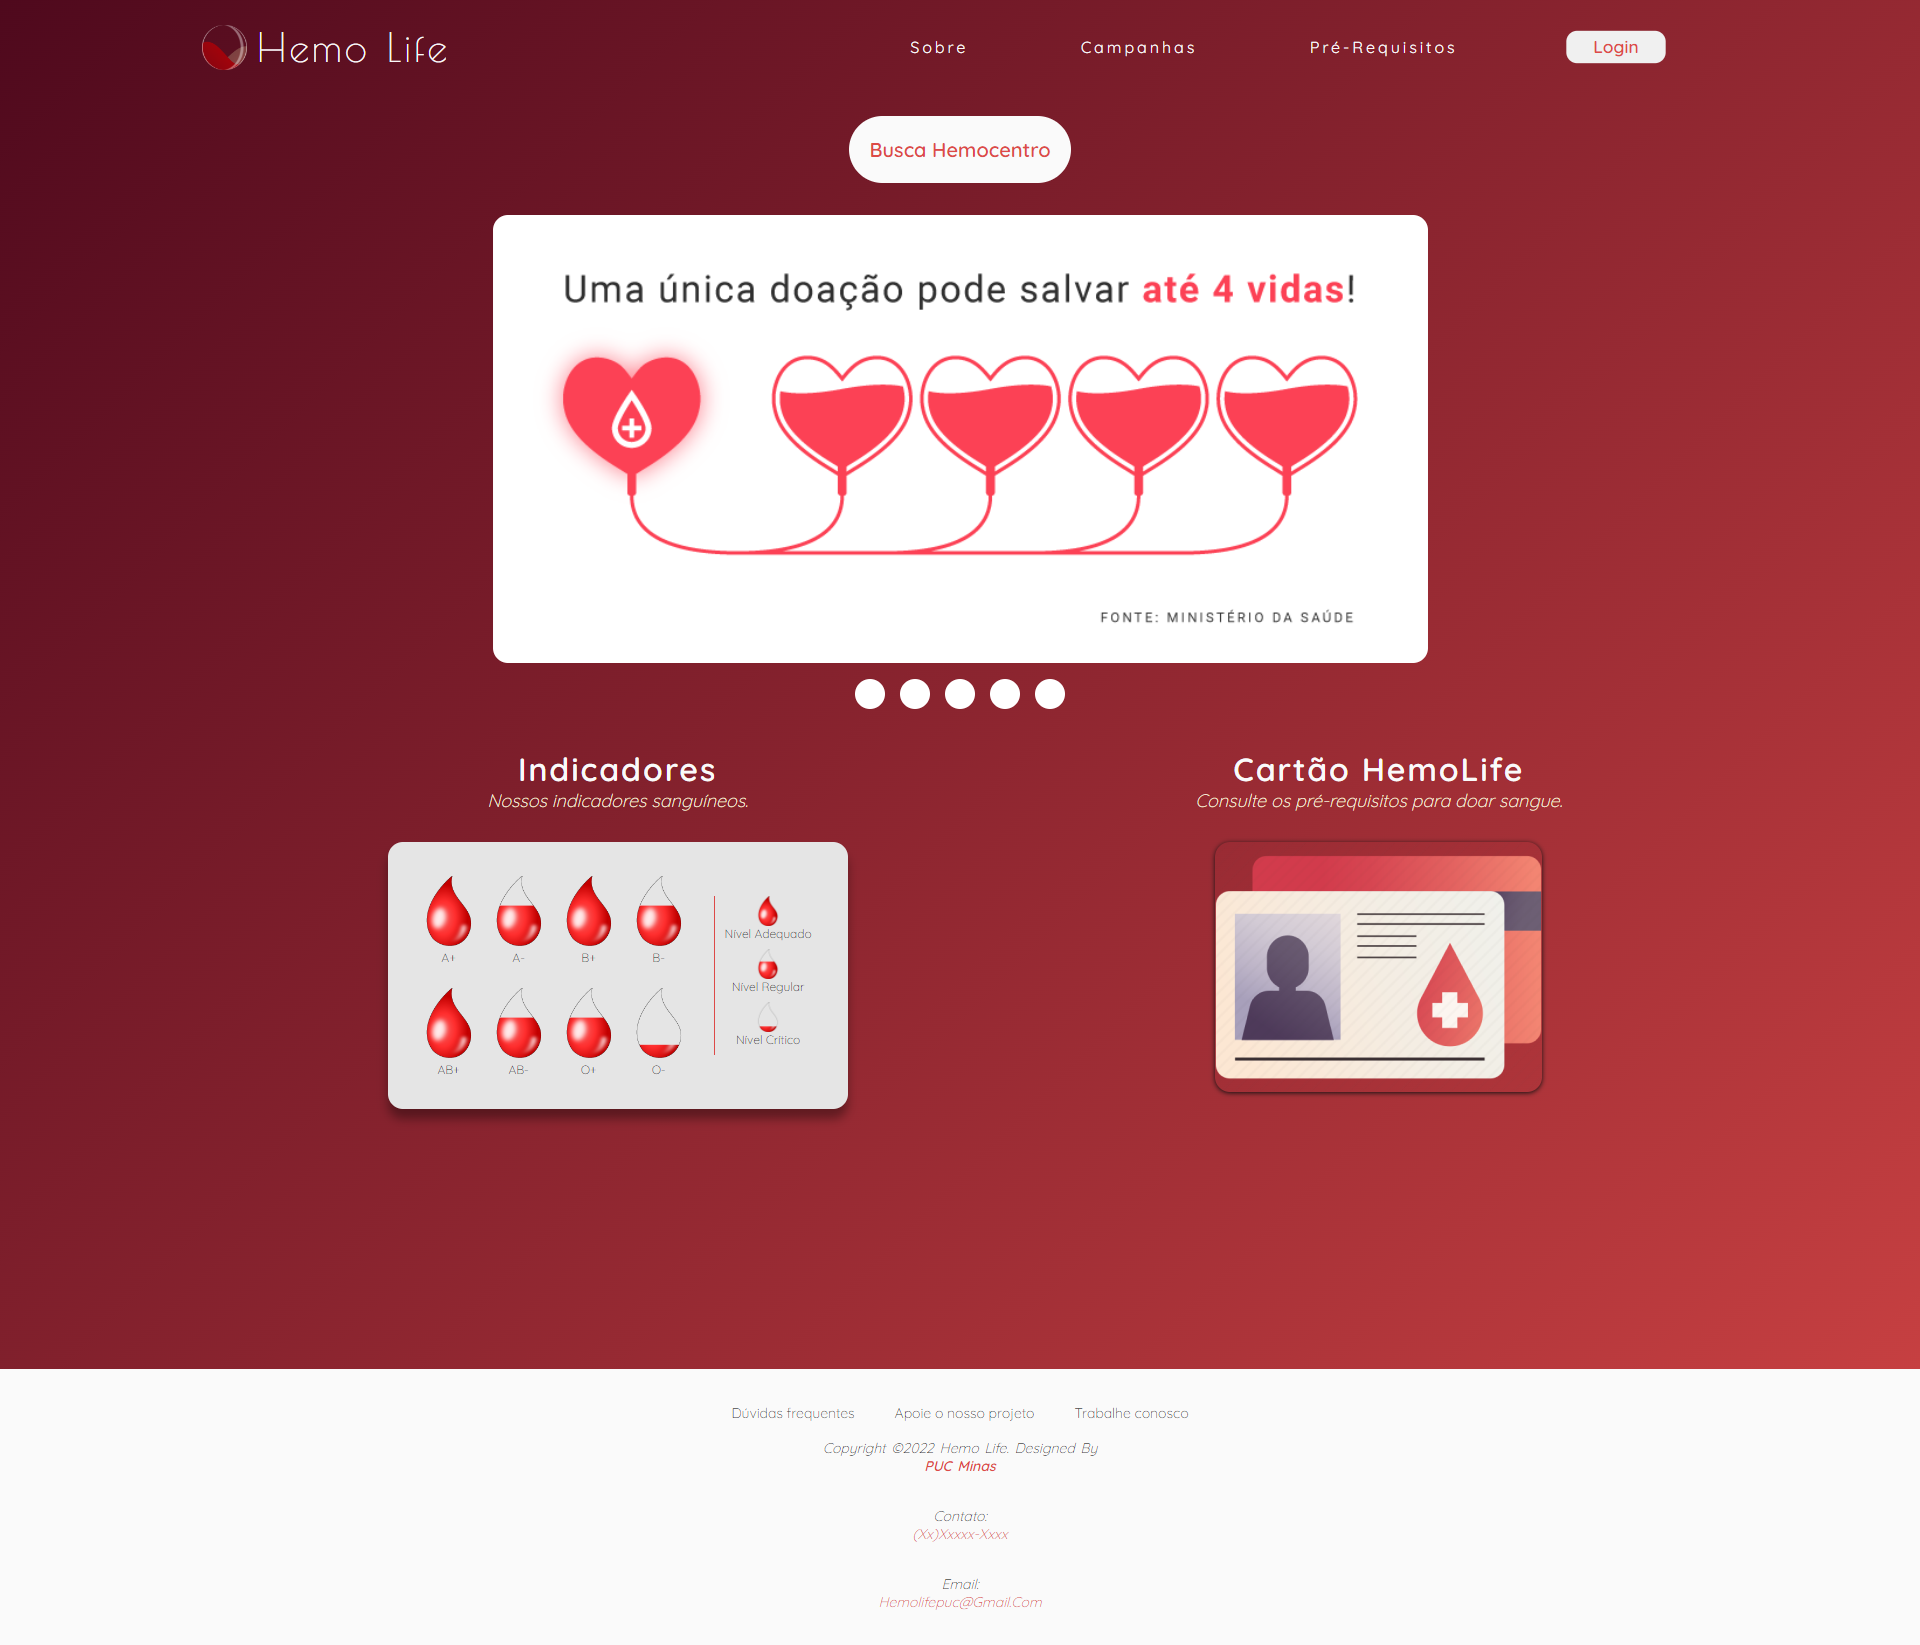 Hemo Life
Sobre
Campanhas
Pré-Requisitos
Login
Busca Hemocentro
Uma única doação pode salvar até 4 vidas!
FONTE: MINISTÉRIO DA SAÚDE
Indicadores
Nossos indicadores sanguíneos.
A+
A-
B+
B-
AB+
AB-
O+
O-
Nível Adequado
Nível Regular
Nível Crítico
Cartão HemoLife
Consulte os pré-requisitos para doar sangue.
Dúvidas frequentes
Apoie o nosso projeto
Trabalhe conosco
Copyright ©2022 Hemo Life. Designed By
PUC Minas
Contato:
(Xx)Xxxxx-Xxxx
Email:
Hemolifepuc@Gmail.Com